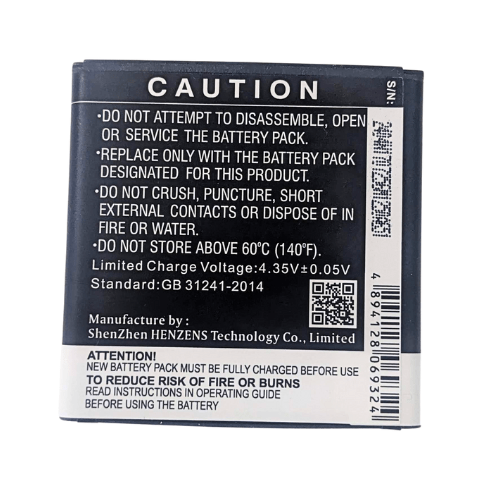 CAUTION
•DO NOT ATTEMPT TO DISASSEMBLE, OPEN
OR SERVICE THE BATTERY PACK.
•REPLACE ONLY WITH THE BATTERY PACK
DESIGNATED FOR THIS PRODUCT.
•DO NOT CRUSH, PUNCTURE, SHORT
EXTERNAL CONTACTS OR DISPOSE OF IN
FIRE OR WATER.
•DO NOT STORE ABOVE 60℃ (140℉).
Limited Charge Voltage:4.35V±0.05V
Standard:GB 31241-2014
Manufacture by :
ShenZhen HENZENS Technology Co., Limited
ATTENTION!
NEW BATTERY PACK MUST BE FULLY CHARGED BEFORE USE
TO REDUCE RISK OF FIRE OR BURNS
READ INSTRUCTIONS IN OPERATING GUIDE
BEFORE USING THE BATTERY
S/N:
4894128069324